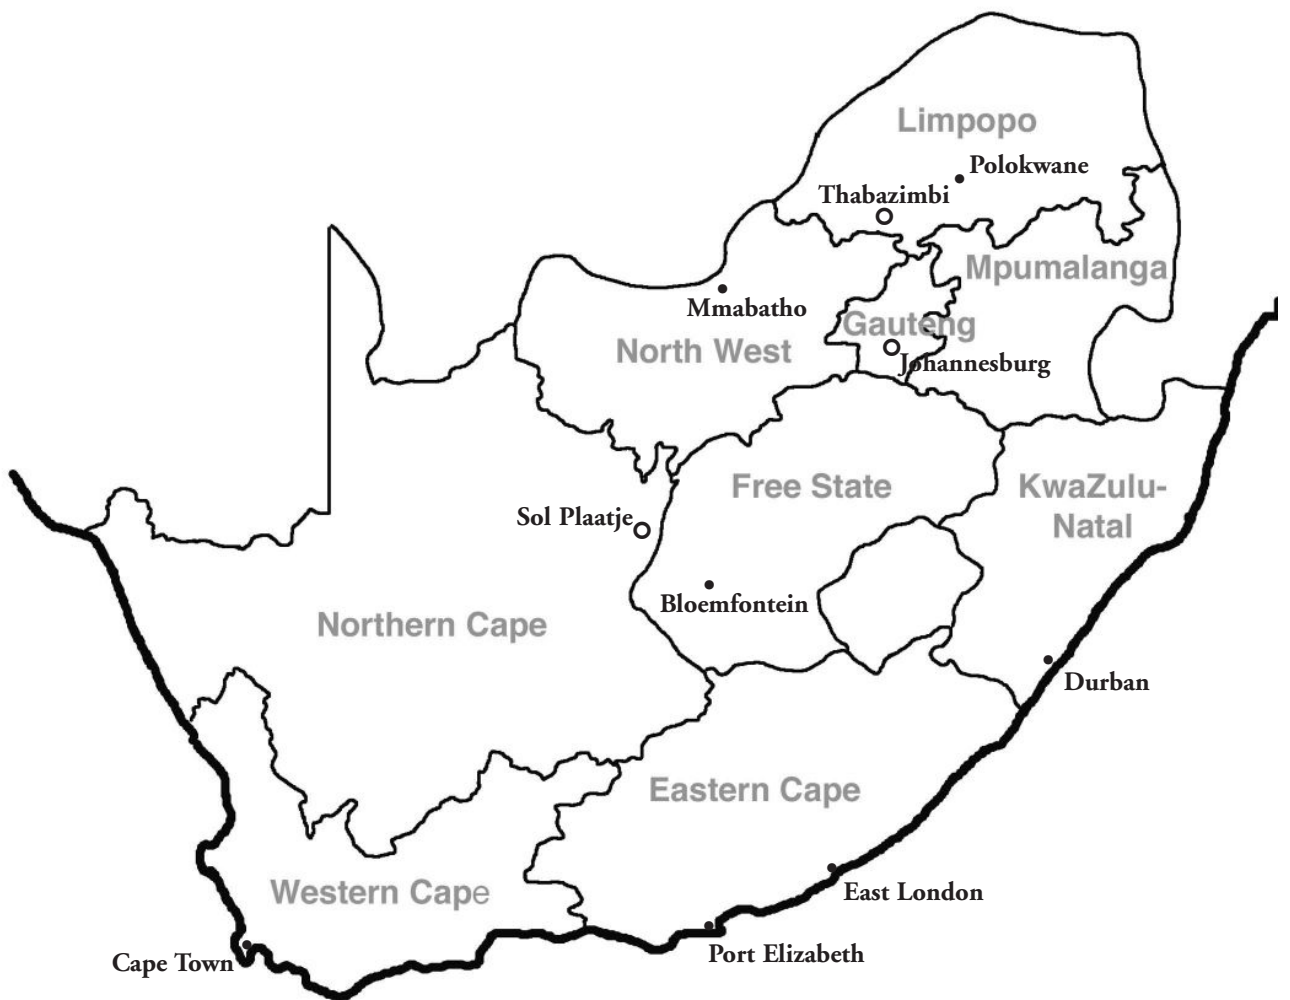 Limpopo
Polokwane
Thabazimbi
Mpumalanga
Mmabatho
Gauteng
North West
Johannesburg
Free State
KwaZulu-
Natal
Sol Plaatje
Bloemfontein
Northern Cape
Durban
Eastern Cape
Western Cape
East London
Port Elizabeth
Cape Town